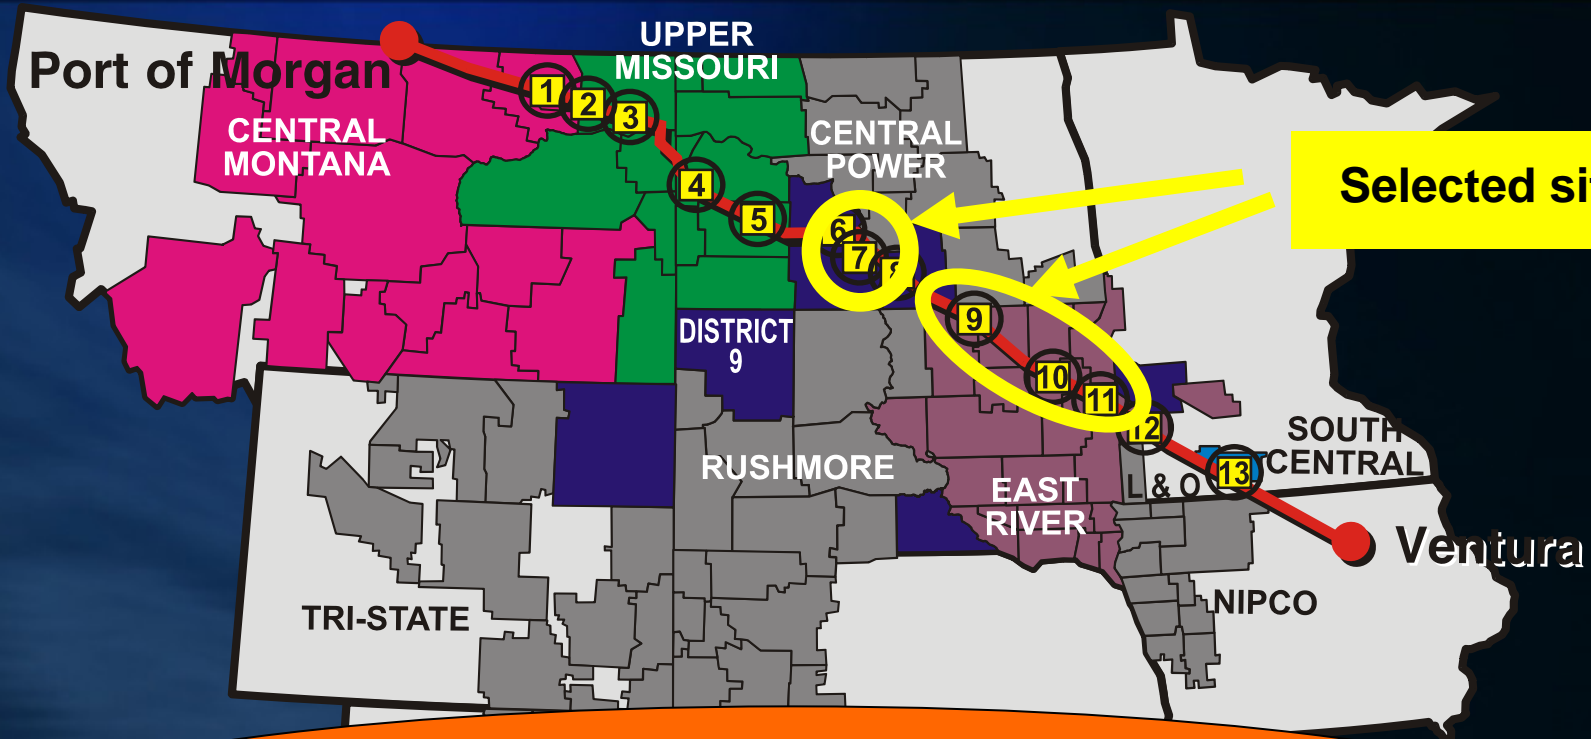 UPPER
MISSOURI
Port of Morgan
CENTRAL
MONTANA
CENTRAL
POWER
Selected
1
2
3
4
5
6
7
8
9
10
11
12
13
DISTRICT
9
RUSHMORE
EAST
RIVER
L & O
SOUTH
CENTRAL
Ventura
TRI-STATE
NIPCO